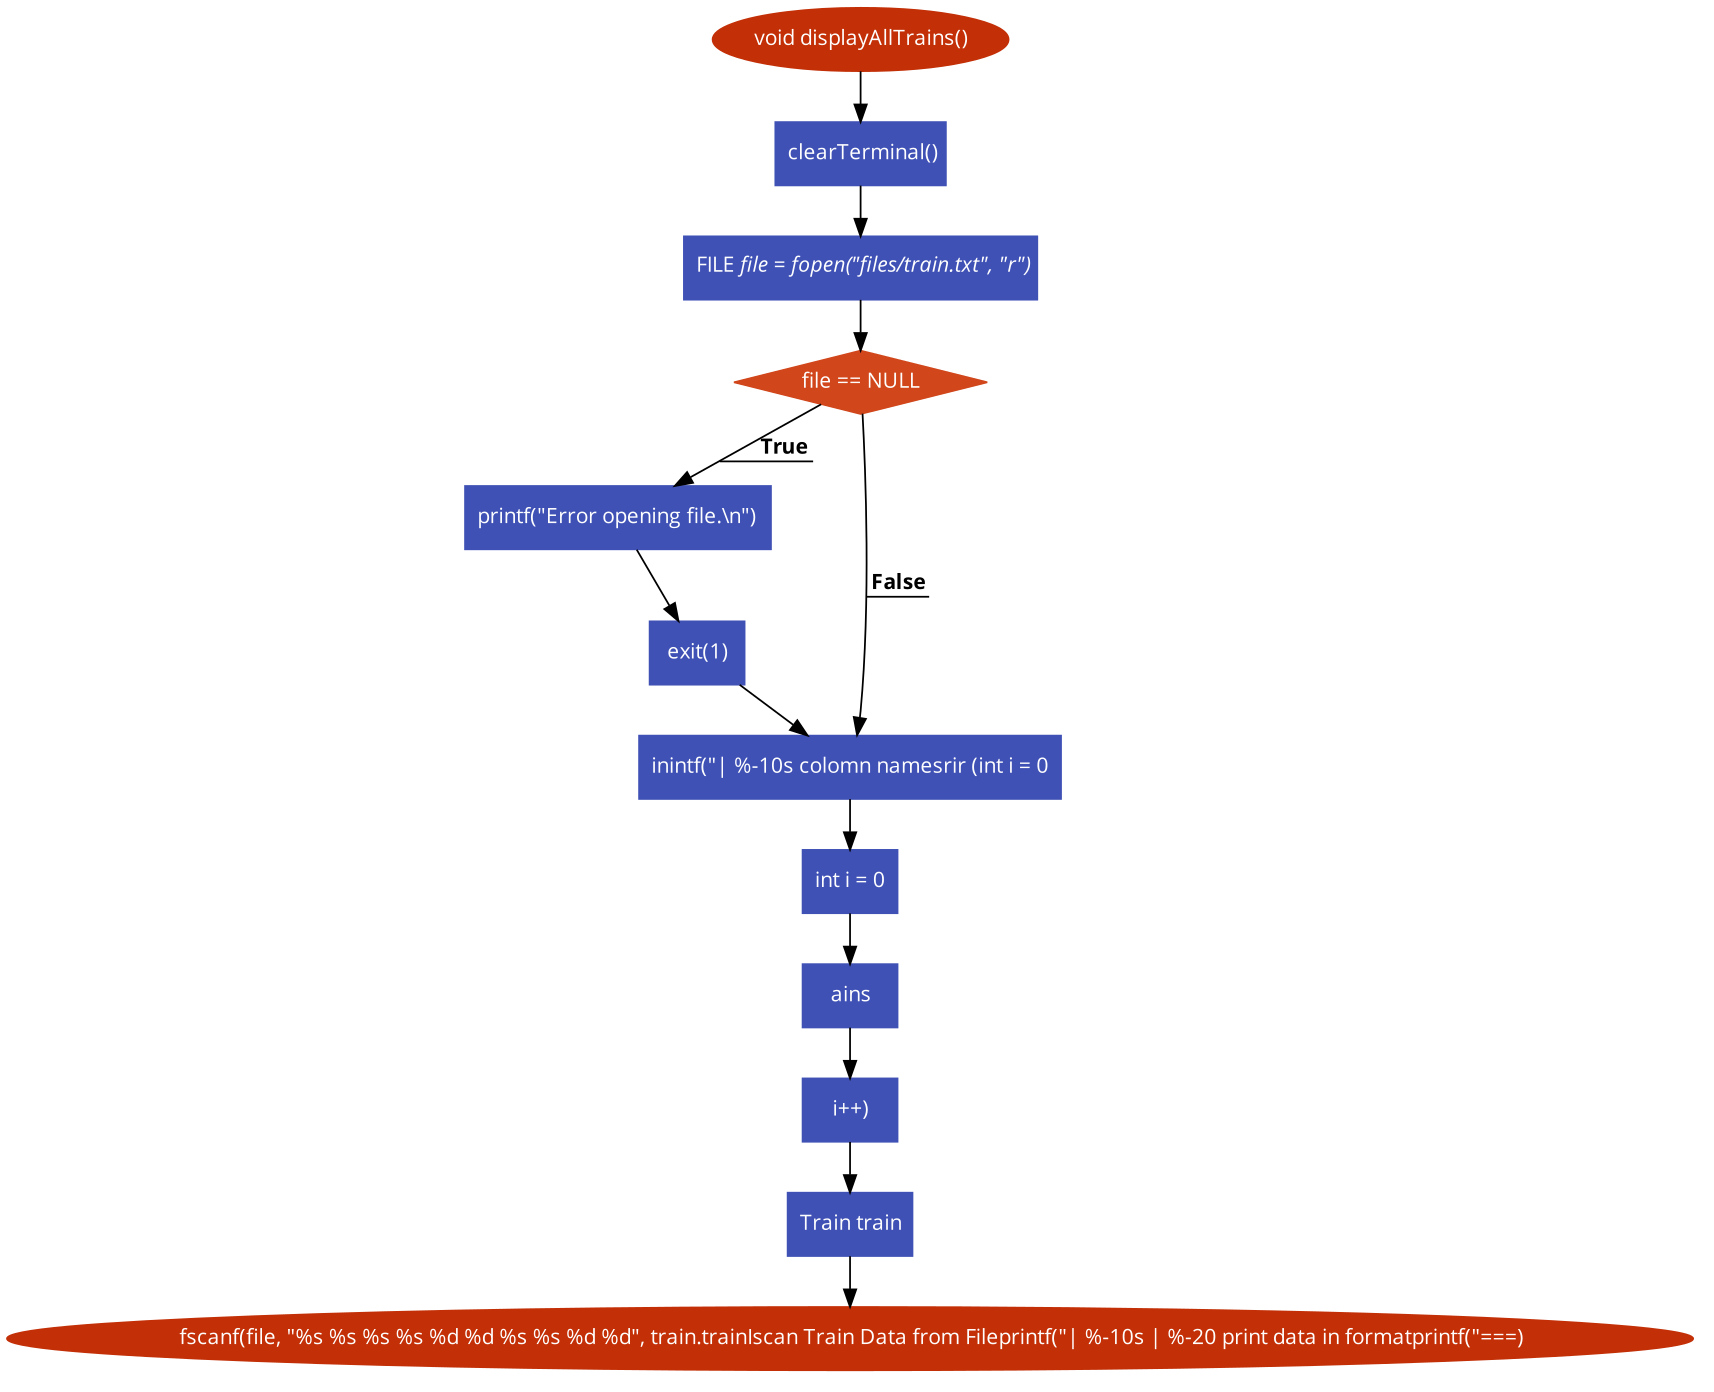 void displayAllTrains()
clearTerminal()
FILE file = fopen("files/train.txt", "r")
file == NULL
True
printf("Error opening file.\n")
False
exit(1)
inintf("| %-10s colomn namesrir (int i = 0
int i = 0
ains
i++)
Train train
fscanf(file, "%s %s %s %s %d %d %s %s %d %d", train.trainIscan Train Data from Fileprintf("| %-10s | %-20 print data in formatprintf("===)